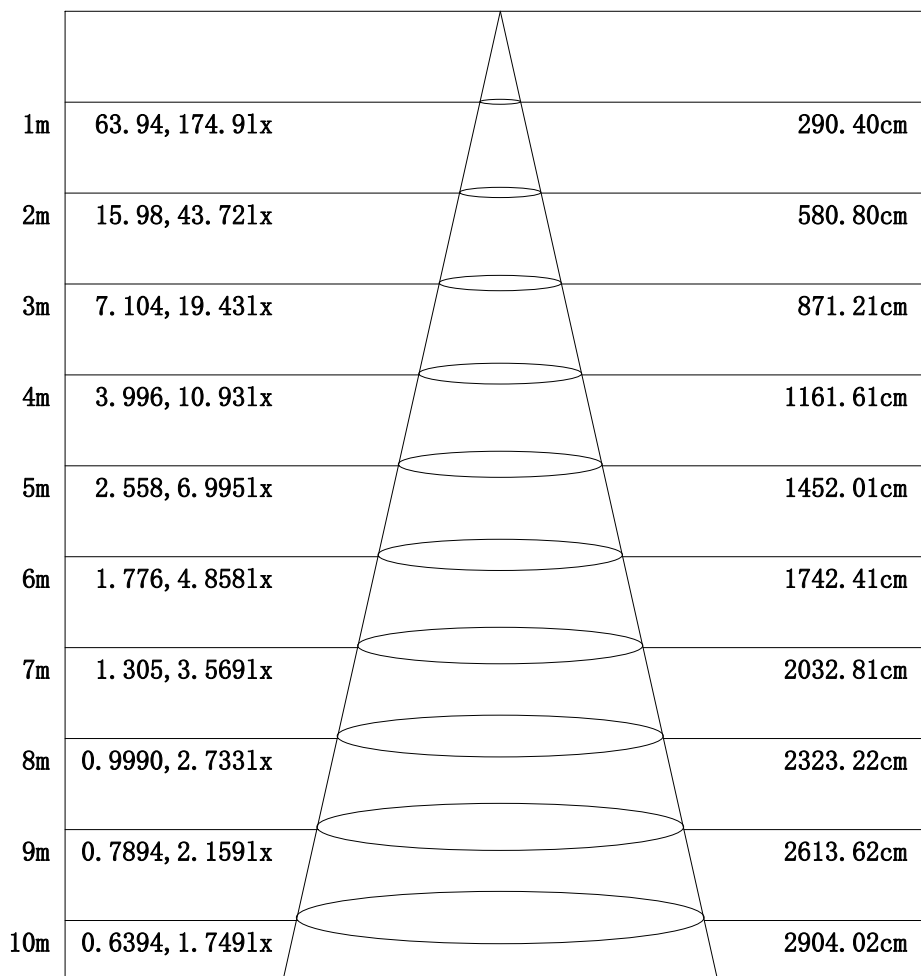 1m 63.94,174.9lx 290.40cm
2m 15.98,43.72lx 580.80cm
3m 7.104,19.43lx 871.21cm
4m 3.996,10.93lx 1161.61cm
5m 2.558,6.995lx 1452.01cm
6m 1.776,4.858lx 1742.41cm
7m 1.305,3.569lx 2032.81cm
8m 0.9990,2.733lx 2323.22cm
9m 0.7894,2.159lx 2613.62cm
10m 0.6394,1.749lx 2904.02cm